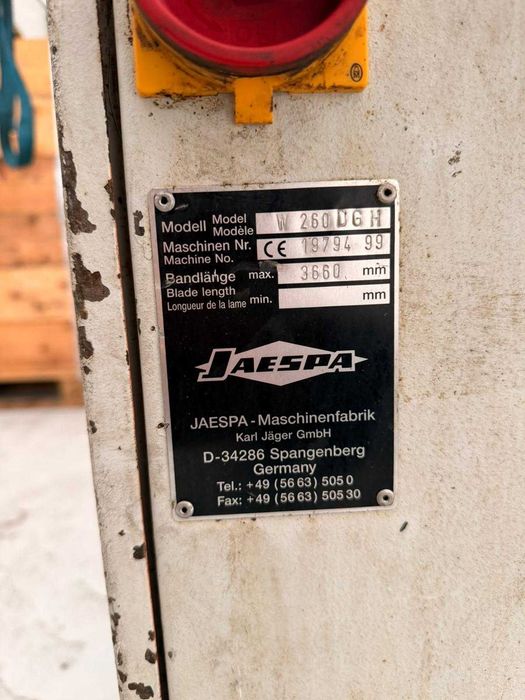 Modell Model Modèle W 260 DGH
Maschinen Nr. Machine No. CE 19794 99
Bandlänge max. 3660 mm
Blade length
Longueur de la lame min. mm
JAESPA
JAESPA - Maschinenfabrik
Karl Jäger GmbH
D-34286 Spangenberg
Germany
Tel.: +49 (56 63) 505 0
Fax: +49 (56 63) 505 30